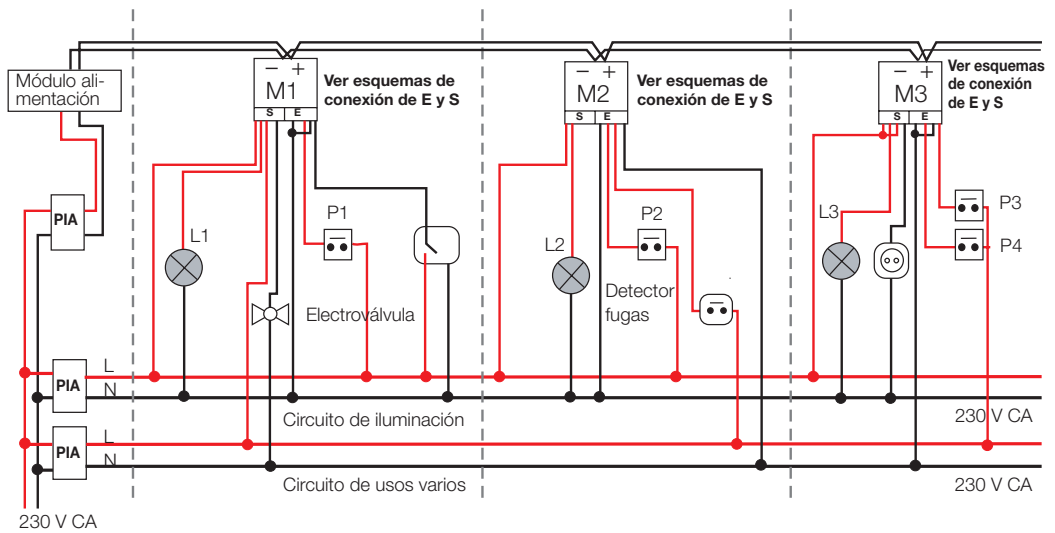 Módulo ali-
mentación
− +
M1
S E
Ver esquemas de
conexión de E y S
− +
M2
S E
Ver esquemas de
conexión de E y S
− +
M3
S E
Ver esquemas
de conexión
de E y S
PIA
L1
P1
Electroválvula
L2
P2
Detector
fugas
L3
P3
P4
PIA
L
N
Circuito de iluminación
230 V CA
PIA
L
N
Circuito de usos varios
230 V CA
230 V CA